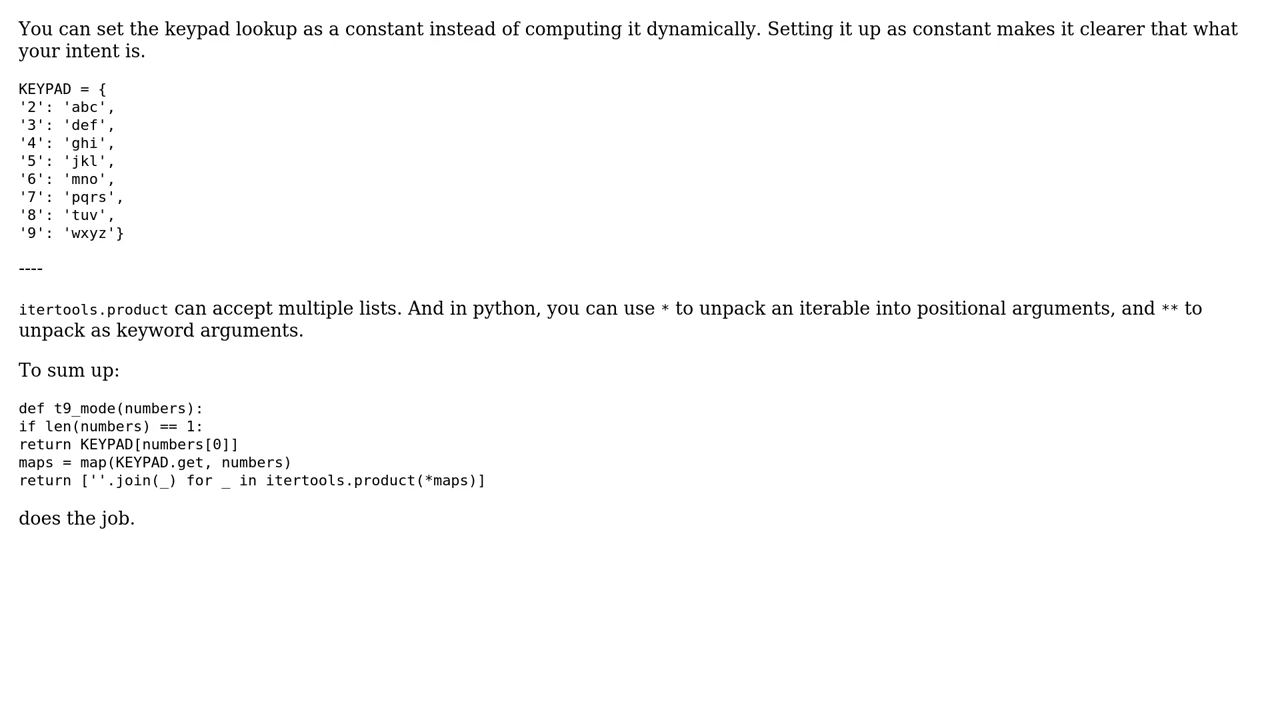 You can set the keypad lookup as a constant instead of computing it dynamically. Setting it up as constant makes it clearer that what
your intent is.
KEYPAD = {
'2': 'abc',
'3': 'def',
'4': 'ghi',
'5': 'jkl',
'6': 'mno',
'7': 'pqrs',
'8': 'tuv',
'9': 'wxyz'}
----
itertools.product can accept multiple lists. And in python, you can use * to unpack an iterable into positional arguments, and ** to
unpack as keyword arguments.
To sum up:
def t9_mode(numbers):
if len(numbers) == 1:
return KEYPAD[numbers[0]]
maps = map(KEYPAD.get, numbers)
return [''.join(_) for _ in itertools.product(*maps)]
does the job.